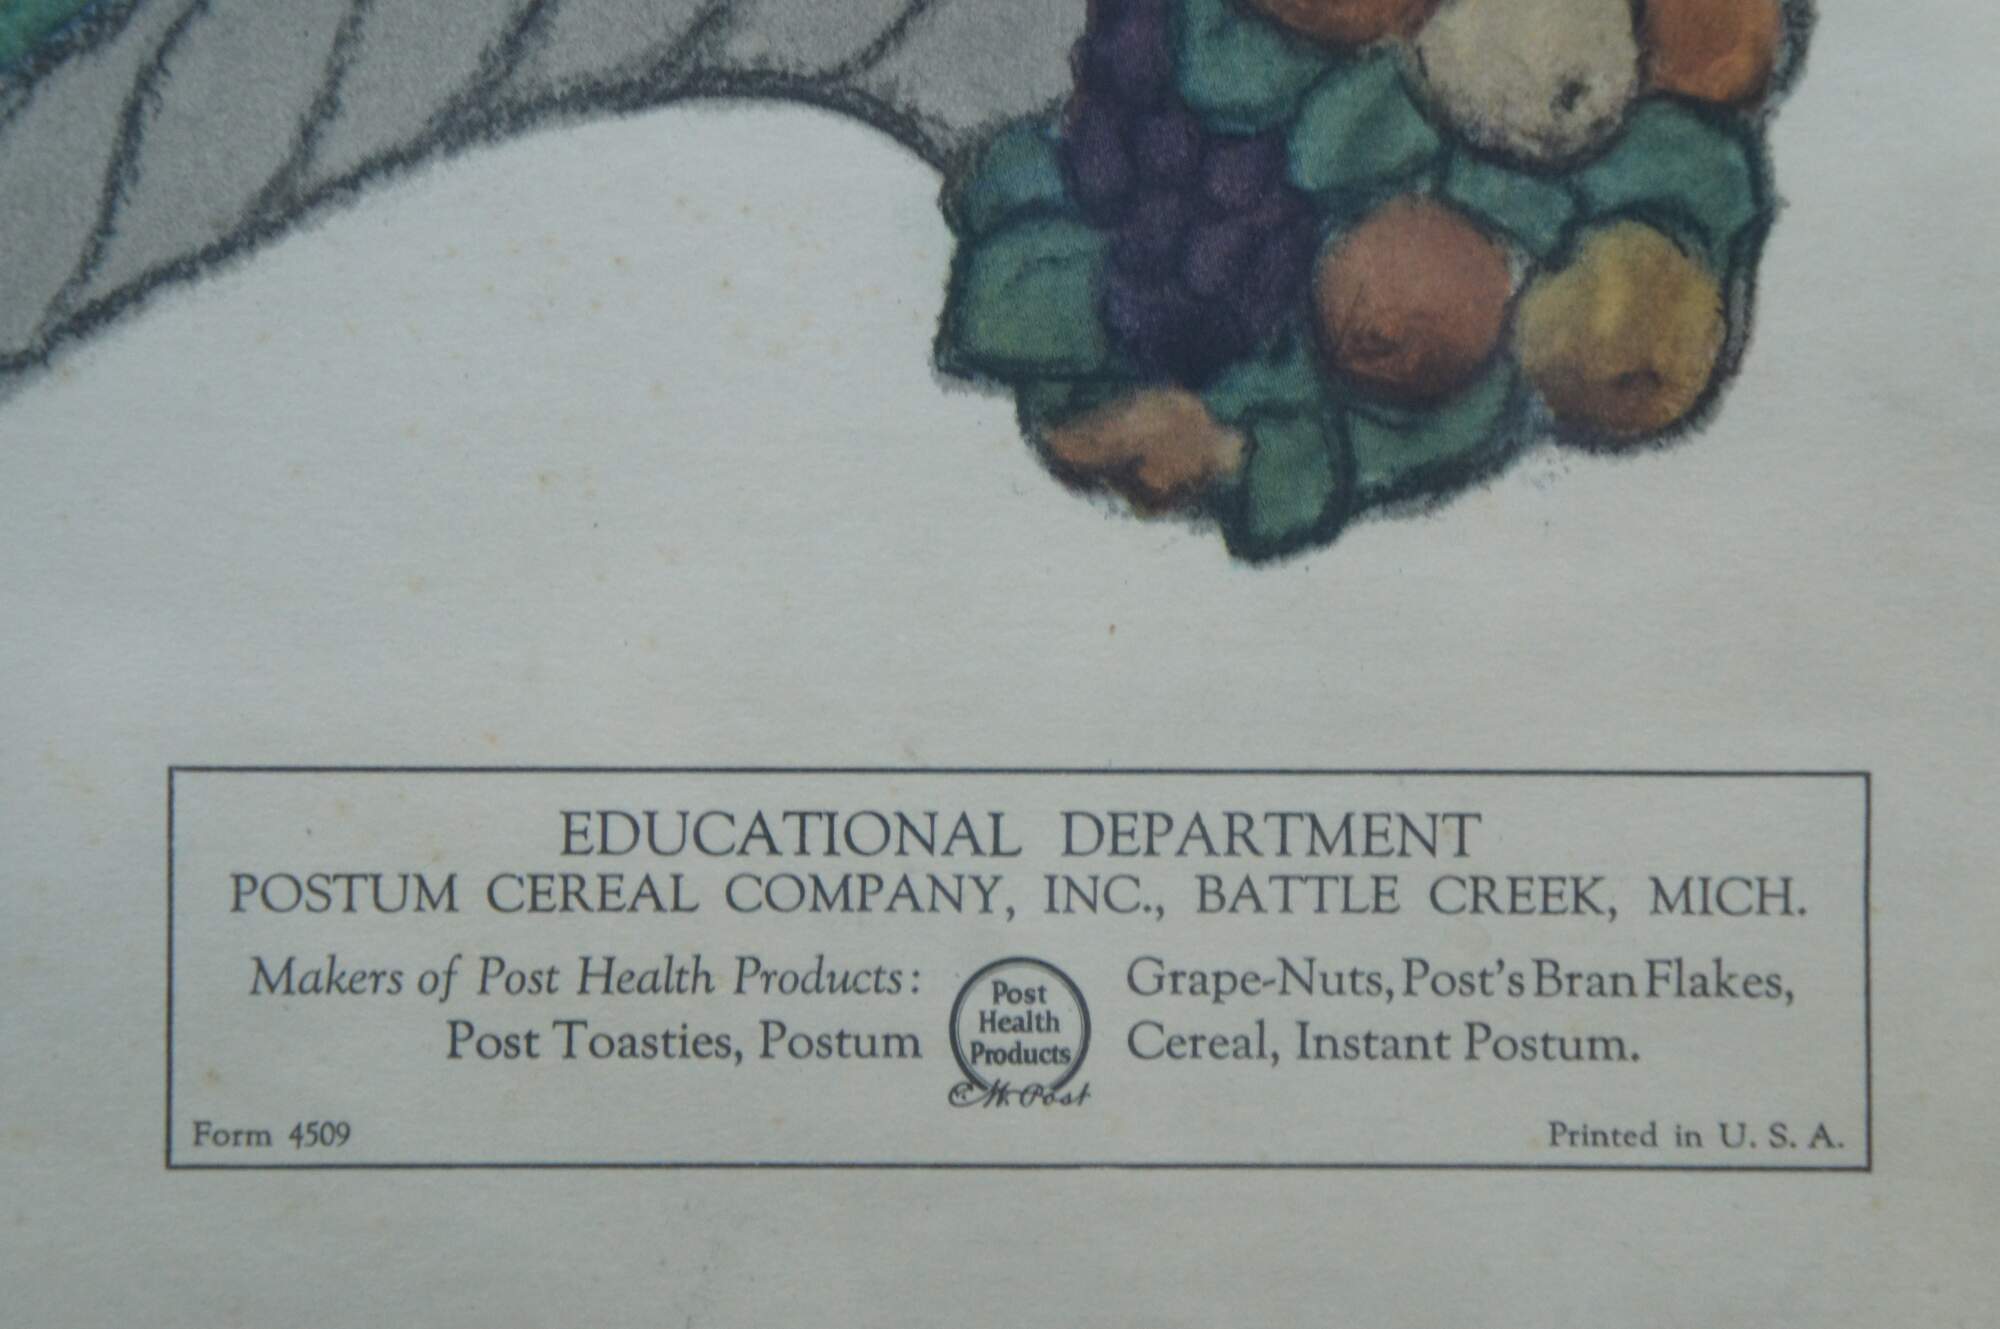 EDUCATIONAL DEPARTMENT
POSTUM CEREAL COMPANY, INC., BATTLE CREEK, MICH.
Makers of Post Health Products: Grape-Nuts, Post's Bran Flakes,
Post Toasties, Postum Cereal, Instant Postum.
Post
Health
Products
C. W. Post
Form 4509 Printed in U. S. A.